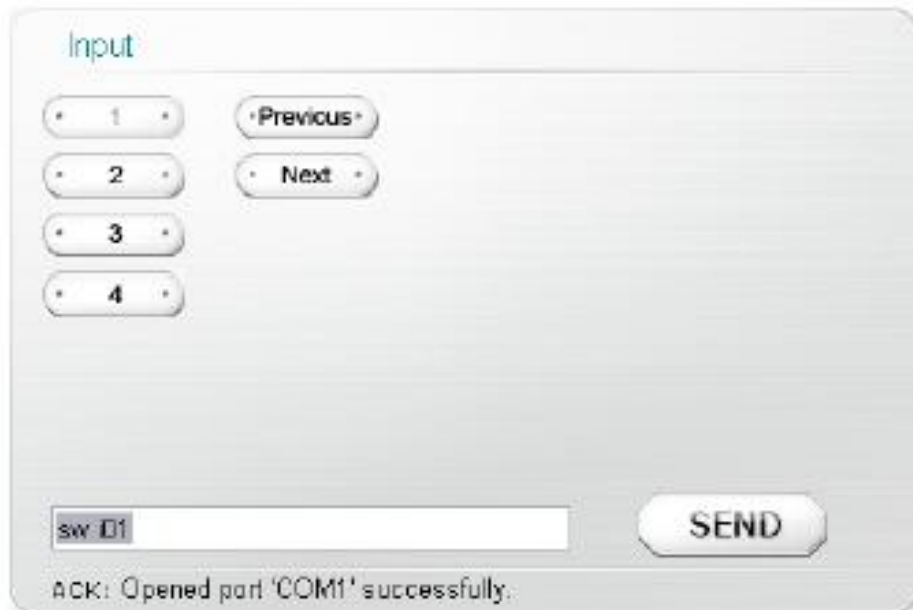 Input
1
Previous
2
Next
3
4
sw i01
SEND
ACK: Opened port 'COM1' successfully.